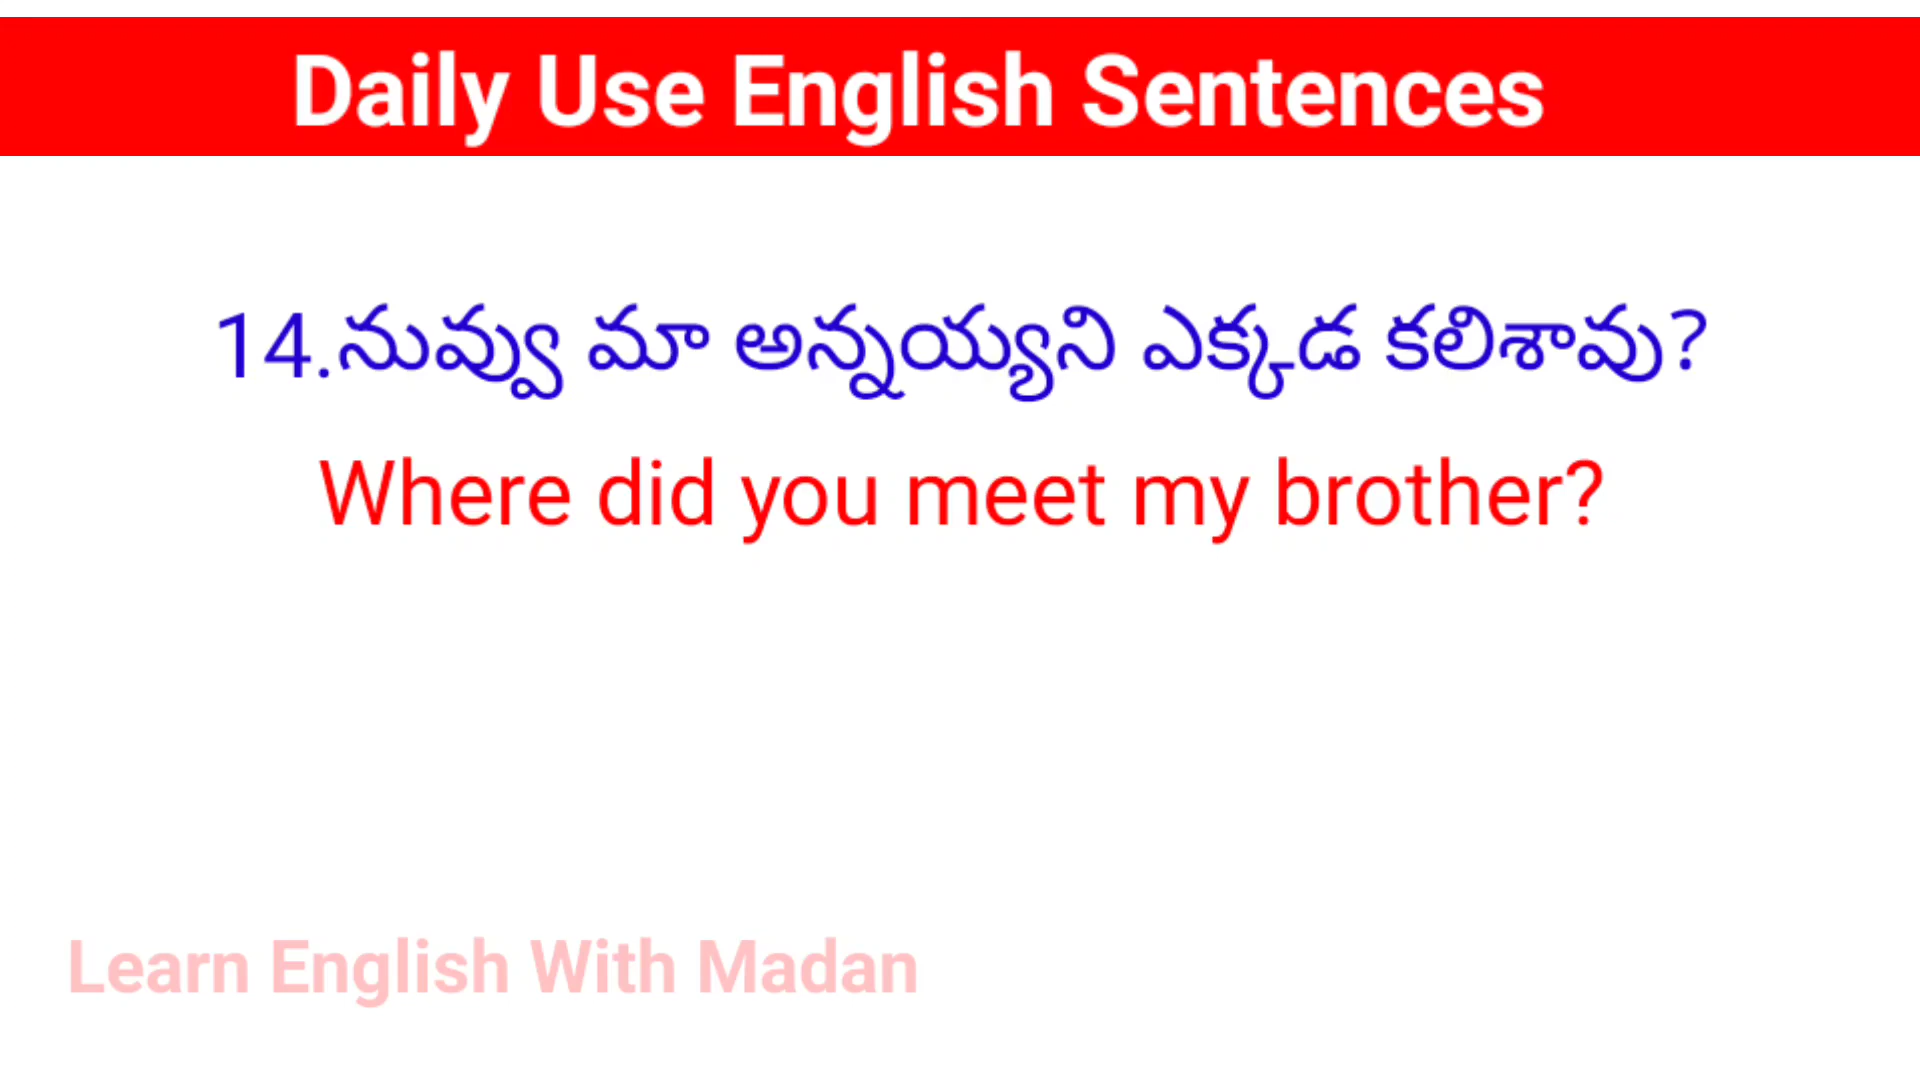 Daily Use English Sentences
14.నువ్వు మా అన్నయ్యని ఎక్కడ కలిశావు?
Where did you meet my brother?
Learn English With Madan